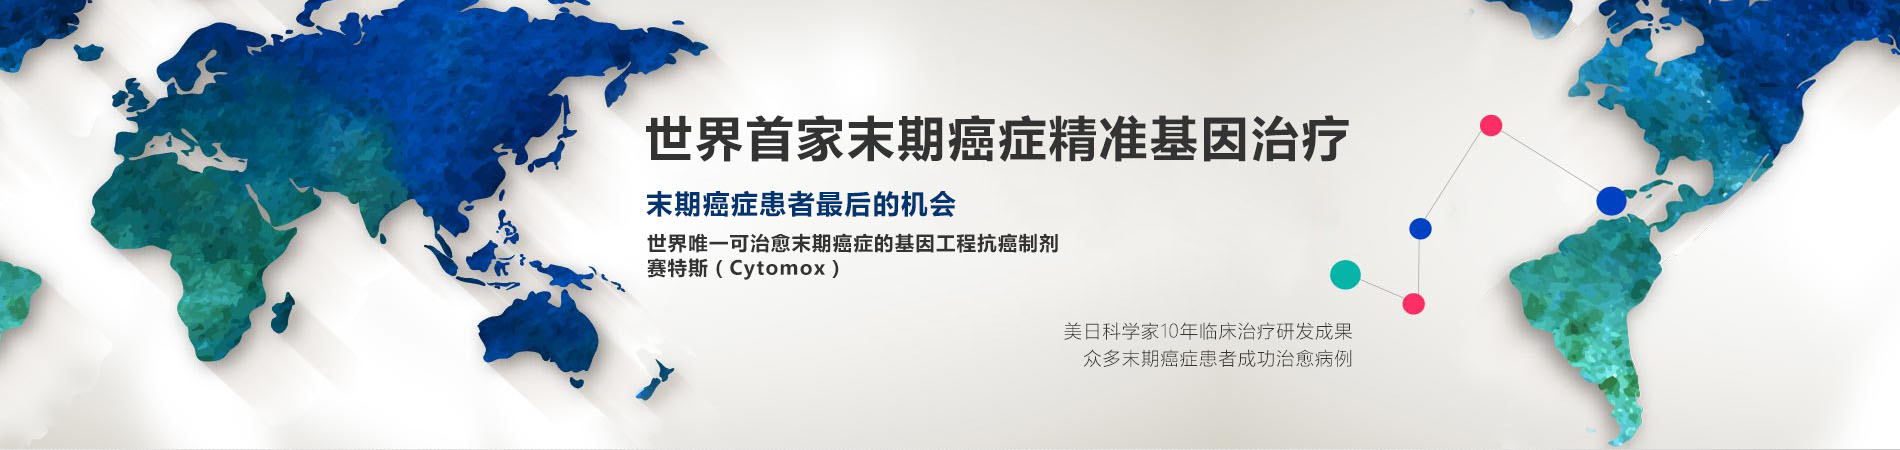 世界首家末期癌症精准基因治疗
末期癌症患者最后的机会
世界唯一可治愈末期癌症的基因工程抗癌制剂
赛特斯（Cytomox）
美日科学家10年临床治疗研发成果
众多末期癌症患者成功治愈病例